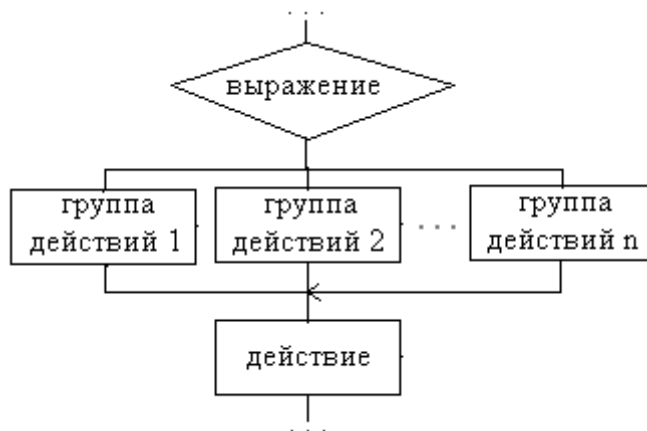 ...
выражение
группа
действий 1
группа
действий 2
...
группа
действий n
действие
...